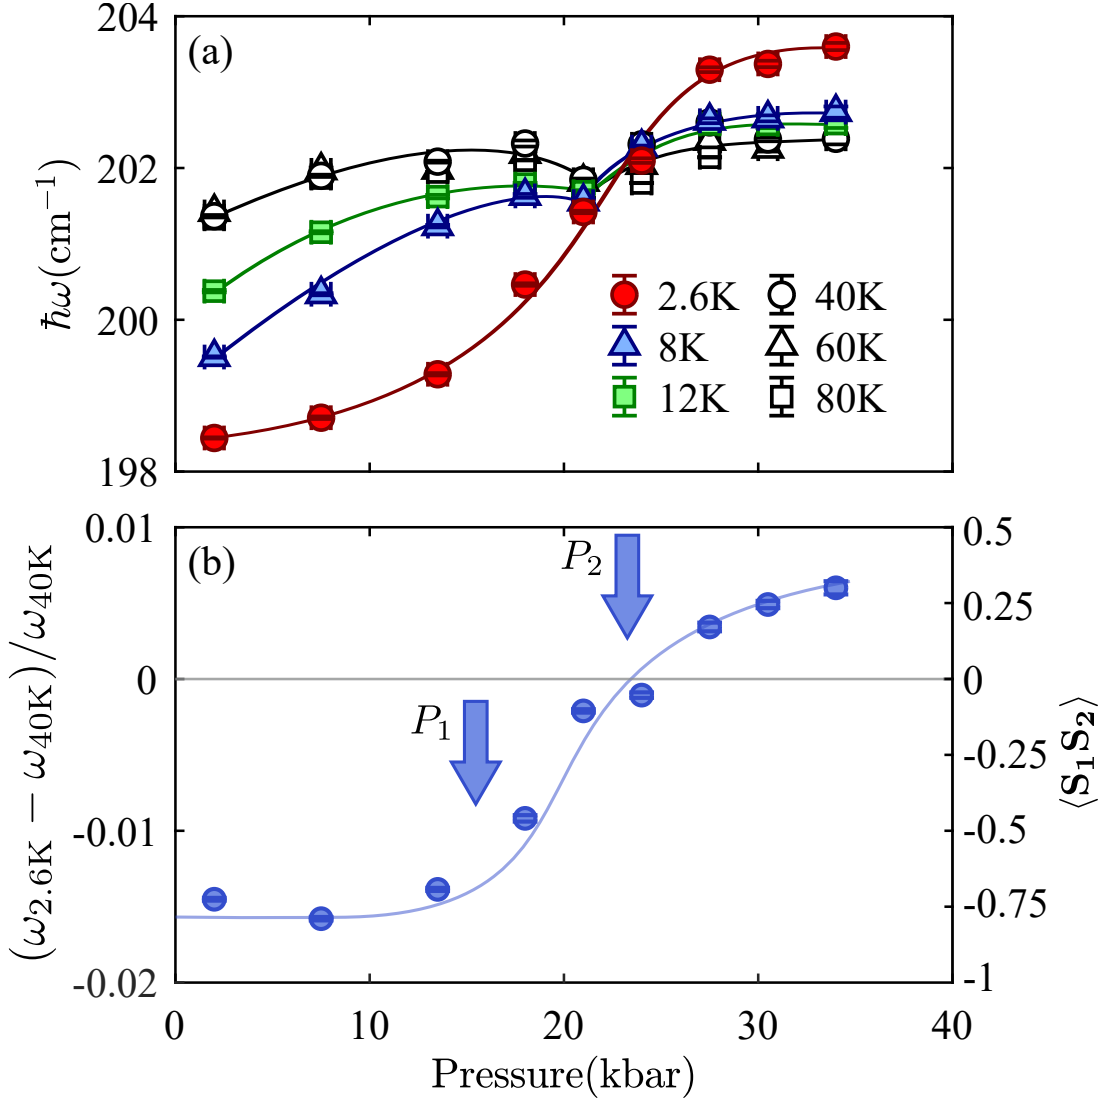 (a)
204
202
200
198
ħω(cm⁻¹)
2.6K
8K
12K
40K
60K
80K
(b)
0.01
0
-0.01
-0.02
(ω₂.₆K − ω₄₀K)/ω₄₀K
P₁
P₂
0.5
0.25
0
-0.25
-0.5
-0.75
-1
⟨S₁S₂⟩
0 10 20 30 40
Pressure(kbar)